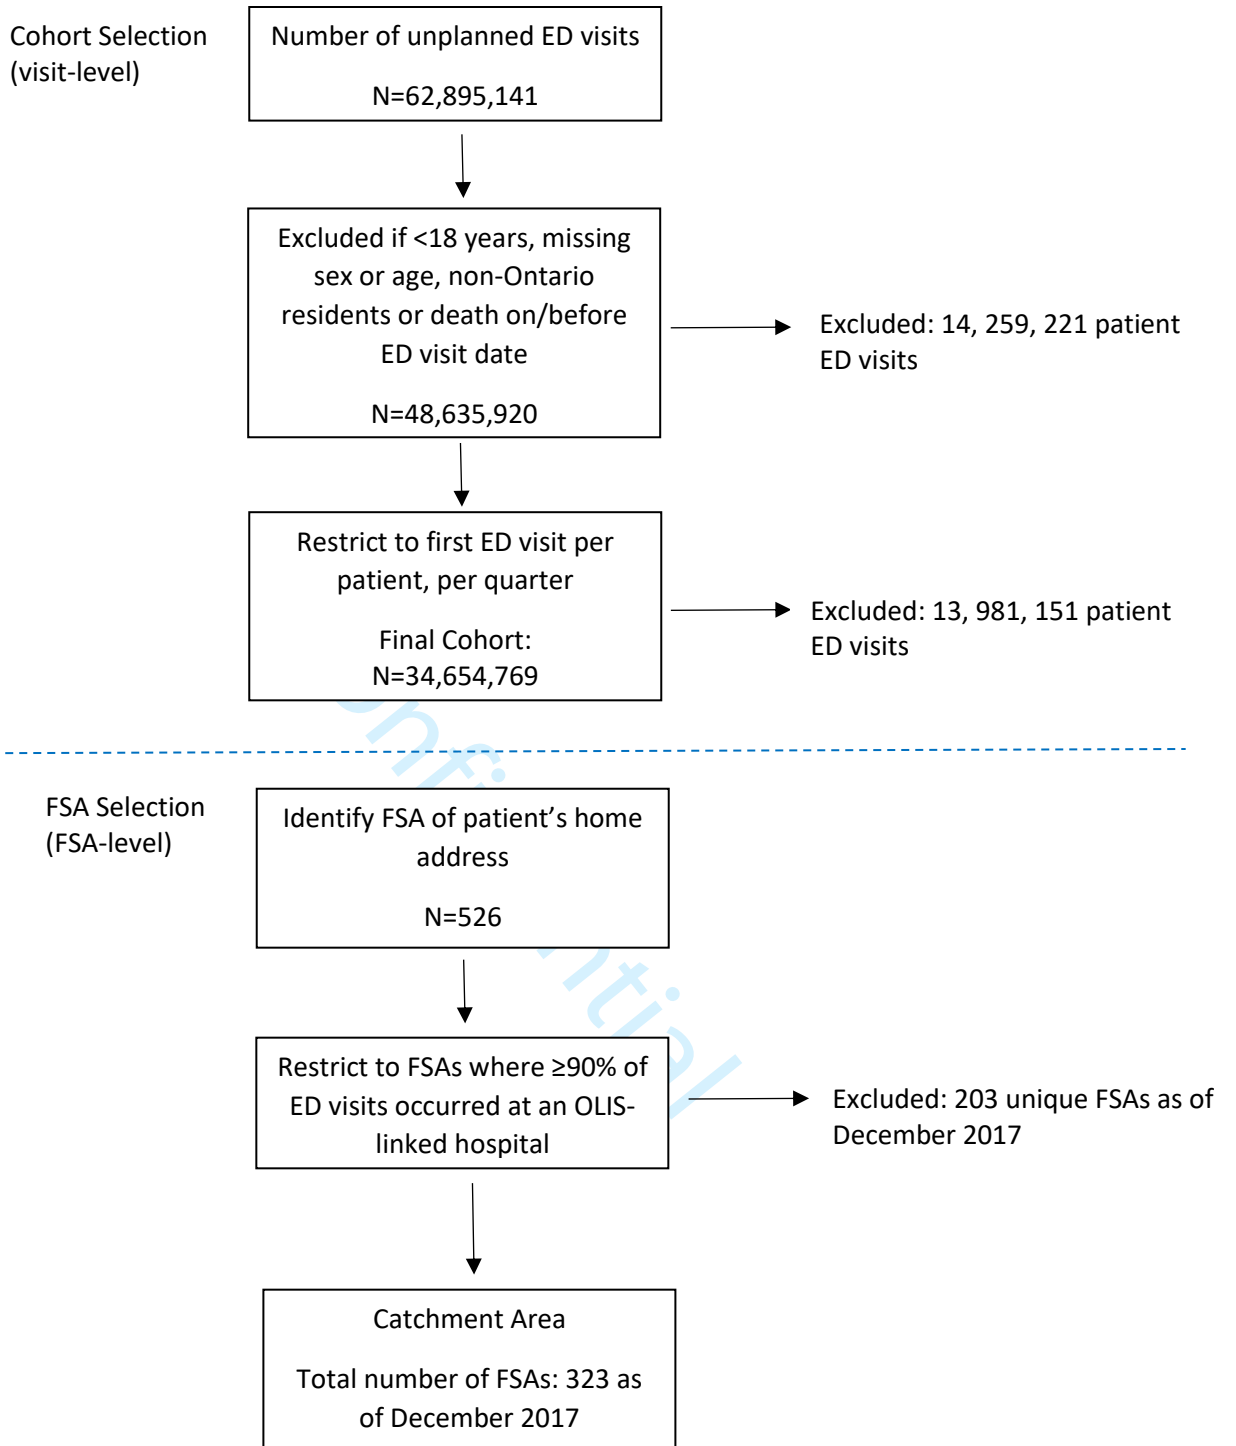 Cohort Selection
(visit-level)
Number of unplanned ED visits
N=62,895,141
Excluded if <18 years, missing
sex or age, non-Ontario
residents or death on/before
ED visit date
N=48,635,920
Excluded: 14, 259, 221 patient
ED visits
Restrict to first ED visit per
patient, per quarter
Final Cohort:
N=34,654,769
Excluded: 13, 981, 151 patient
ED visits
FSA Selection
(FSA-level)
Identify FSA of patient’s home
address
N=526
Restrict to FSAs where ≥90% of
ED visits occurred at an OLIS-
linked hospital
Excluded: 203 unique FSAs as of
December 2017
Catchment Area
Total number of FSAs: 323 as
of December 2017